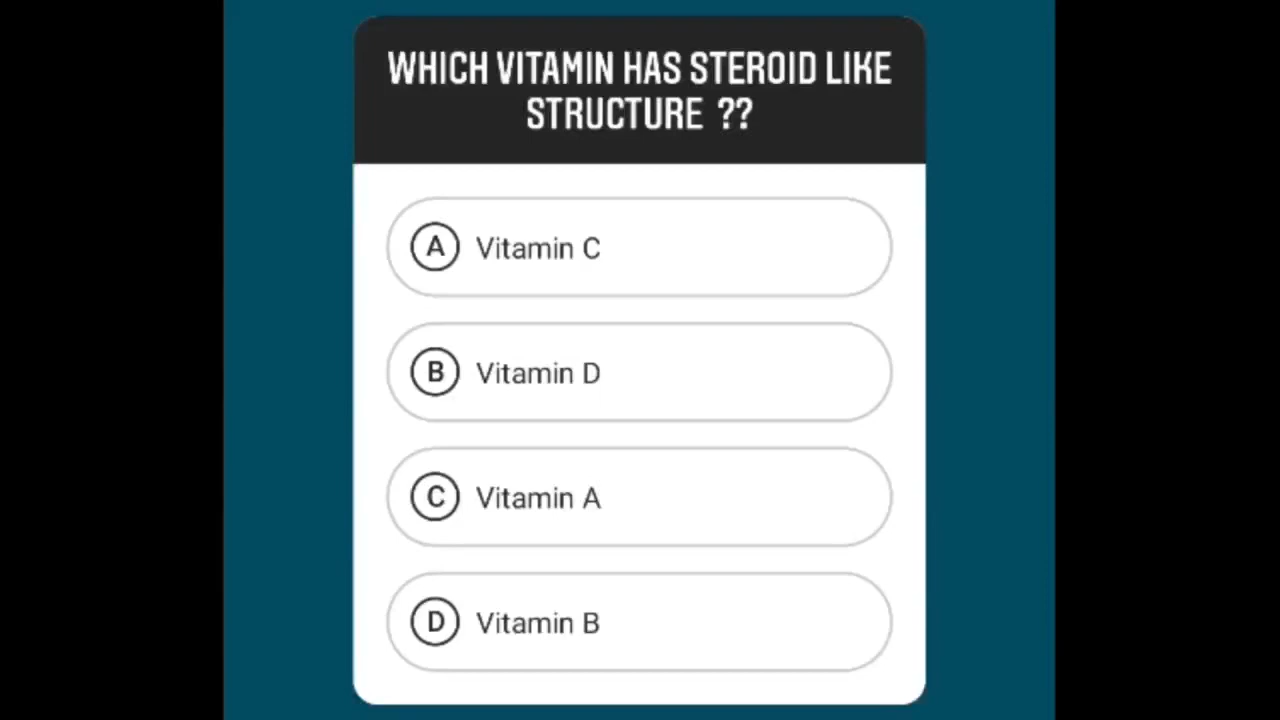 WHICH VITAMIN HAS STEROID LIKE
STRUCTURE ??
A Vitamin C
B Vitamin D
C Vitamin A
D Vitamin B